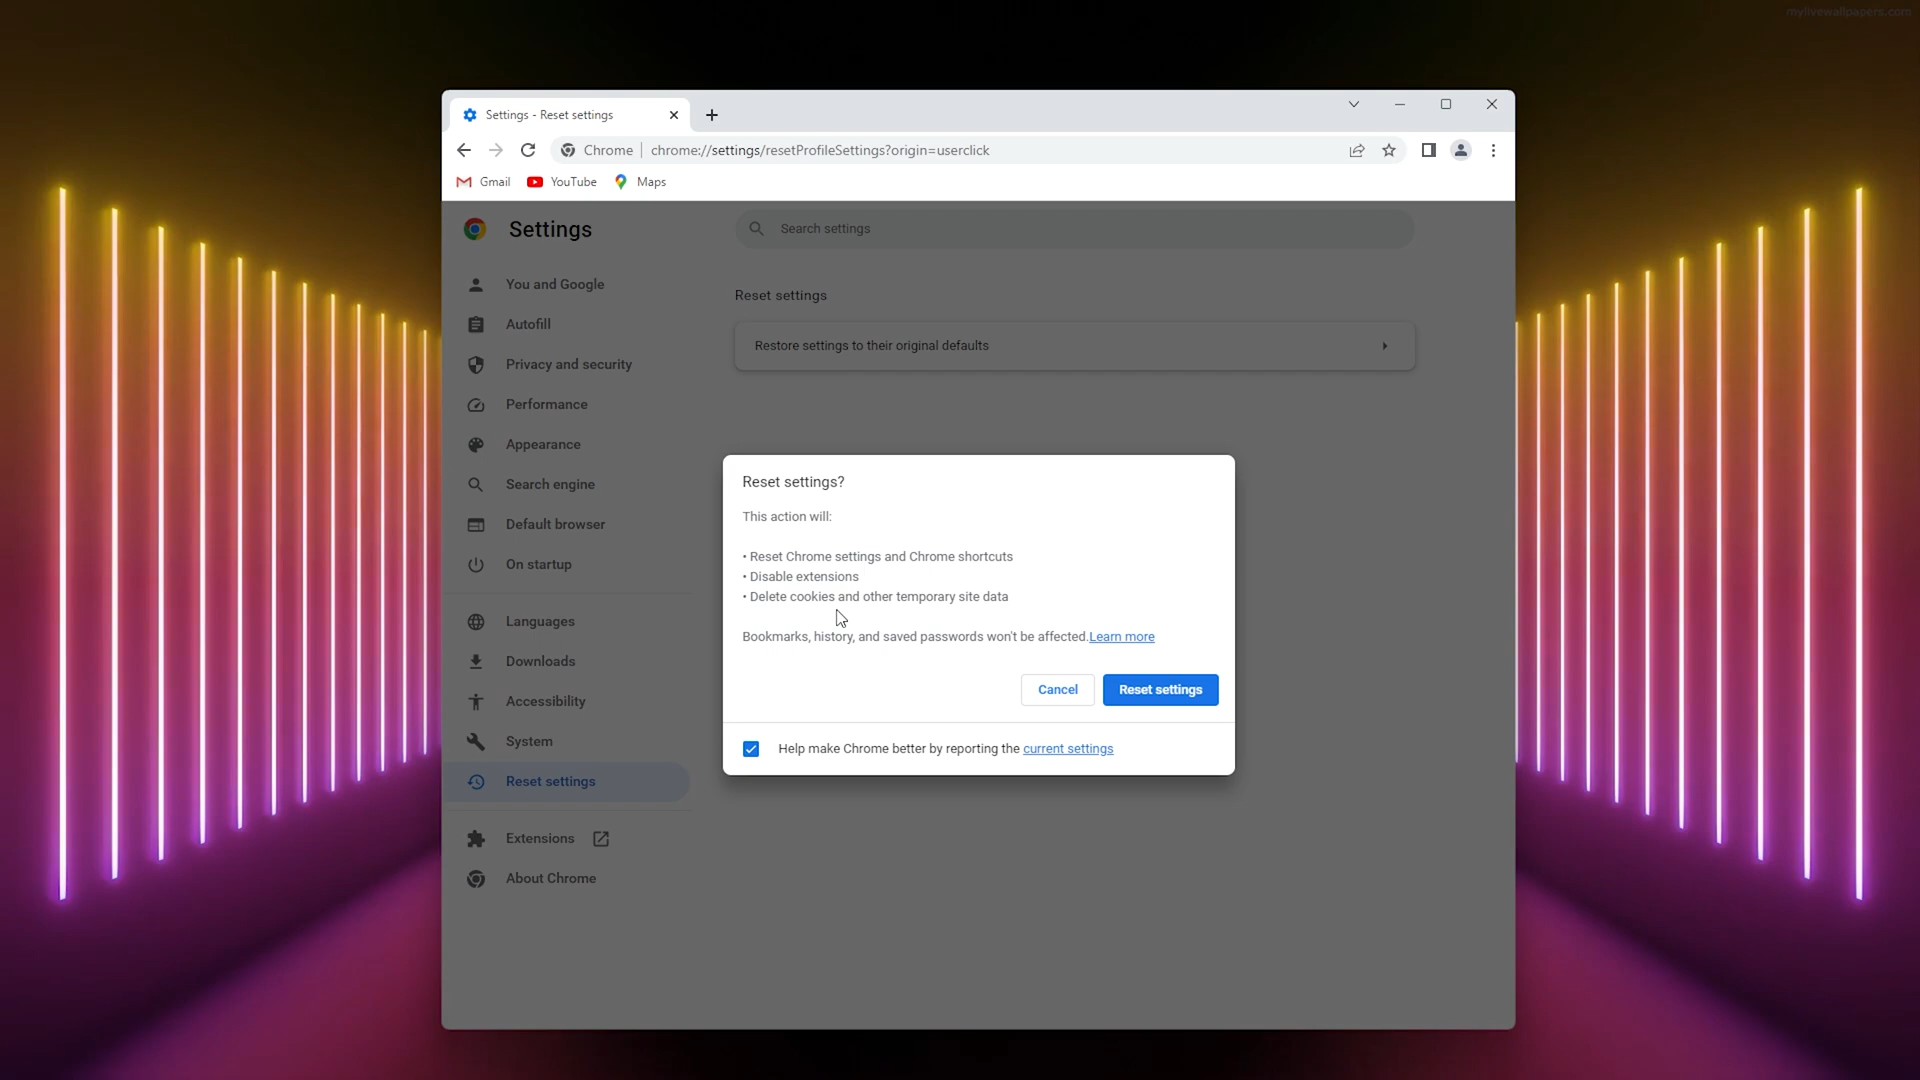 mylivewallpapers.com
Settings - Reset settings
Chrome
chrome://settings/resetProfileSettings?origin=userclick
Gmail
YouTube
Maps
Settings
Search settings
You and Google
Autofill
Privacy and security
Performance
Appearance
Search engine
Default browser
On startup
Languages
Downloads
Accessibility
System
Reset settings
Extensions
About Chrome
Reset settings
Restore settings to their original defaults
Reset settings?
This action will:
• Reset Chrome settings and Chrome shortcuts
• Disable extensions
• Delete cookies and other temporary site data
Bookmarks, history, and saved passwords won't be affected.Learn more
Cancel
Reset settings
Help make Chrome better by reporting the current settings